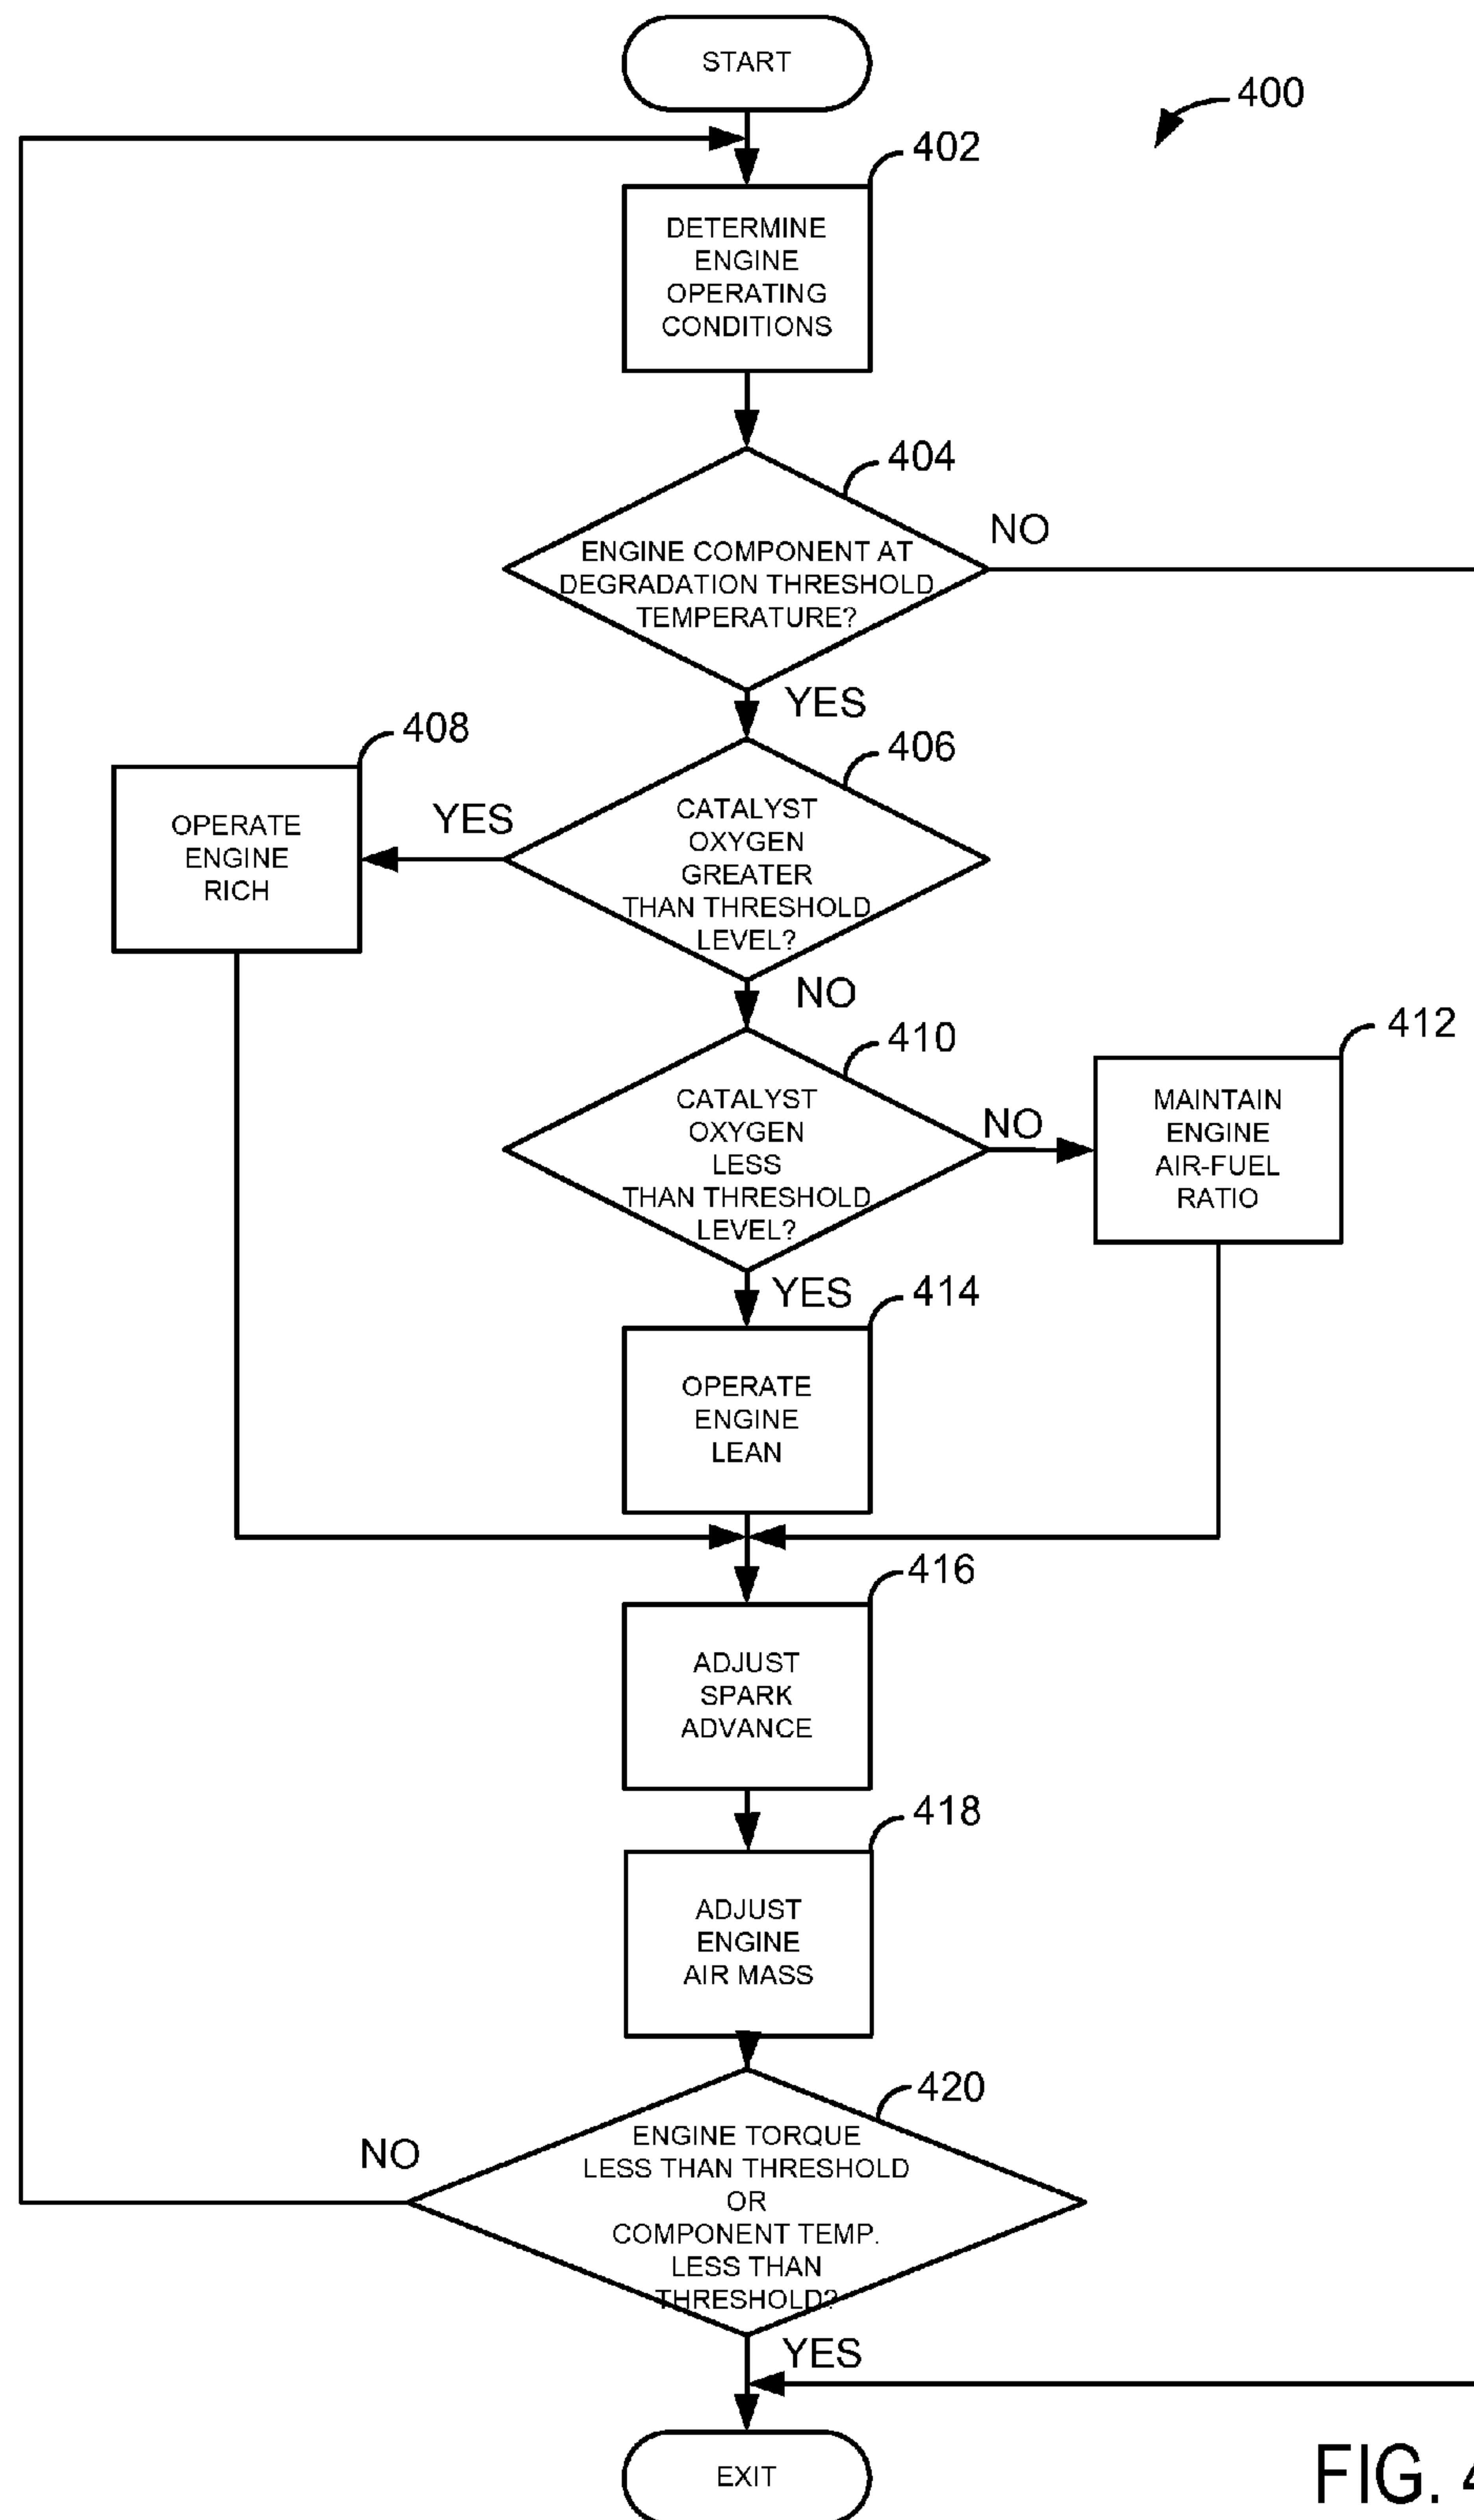 START
400
402
DETERMINE
ENGINE
OPERATING
CONDITIONS
404
ENGINE COMPONENT AT
DEGRADATION THRESHOLD
TEMPERATURE?
NO
YES
408
406
OPERATE
ENGINE
RICH
YES
CATALYST
OXYGEN
GREATER
THAN THRESHOLD
LEVEL?
NO
410
412
CATALYST
OXYGEN
LESS
THAN THRESHOLD
LEVEL?
NO
MAINTAIN
ENGINE
AIR-FUEL
RATIO
YES
414
OPERATE
ENGINE
LEAN
416
ADJUST
SPARK
ADVANCE
418
ADJUST
ENGINE
AIR MASS
420
NO
ENGINE TORQUE
LESS THAN THRESHOLD
OR
COMPONENT TEMP.
LESS THAN
THRESHOLD?
YES
EXIT
FIG. 4